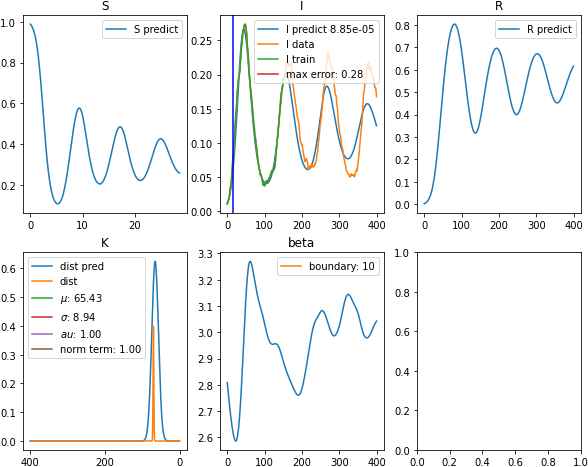 S
I
R
S predict
I predict 8.85e-05
I data
I train
max error: 0.28
R predict
1.0
0.8
0.6
0.4
0.2
0 10 20
0.25
0.20
0.15
0.10
0.05
0.00
0 100 200 300 400
0.8
0.7
0.6
0.5
0.4
0.3
0.2
0.1
0.0
0 200 400
K
beta
dist pred
dist
μ: 65.43
σ: 8.94
au: 1.00
norm term: 1.00
boundary: 10
0.6
0.5
0.4
0.3
0.2
0.1
0.0
400 200 0
3.3
3.2
3.1
3.0
2.9
2.8
2.7
2.6
0 100 200 300 400
1.0
0.8
0.6
0.4
0.2
0.0
0.0 0.2 0.4 0.6 0.8 1.0